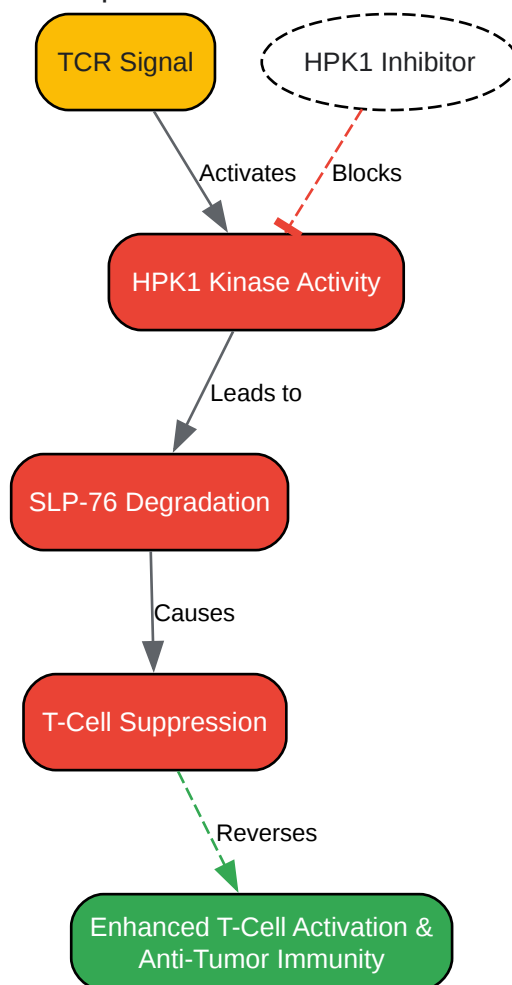 TCR Signal
HPK1 Inhibitor
Activates
Blocks
HPK1 Kinase Activity
Leads to
SLP-76 Degradation
Causes
T-Cell Suppression
Reverses
Enhanced T-Cell Activation &
Anti-Tumor Immunity